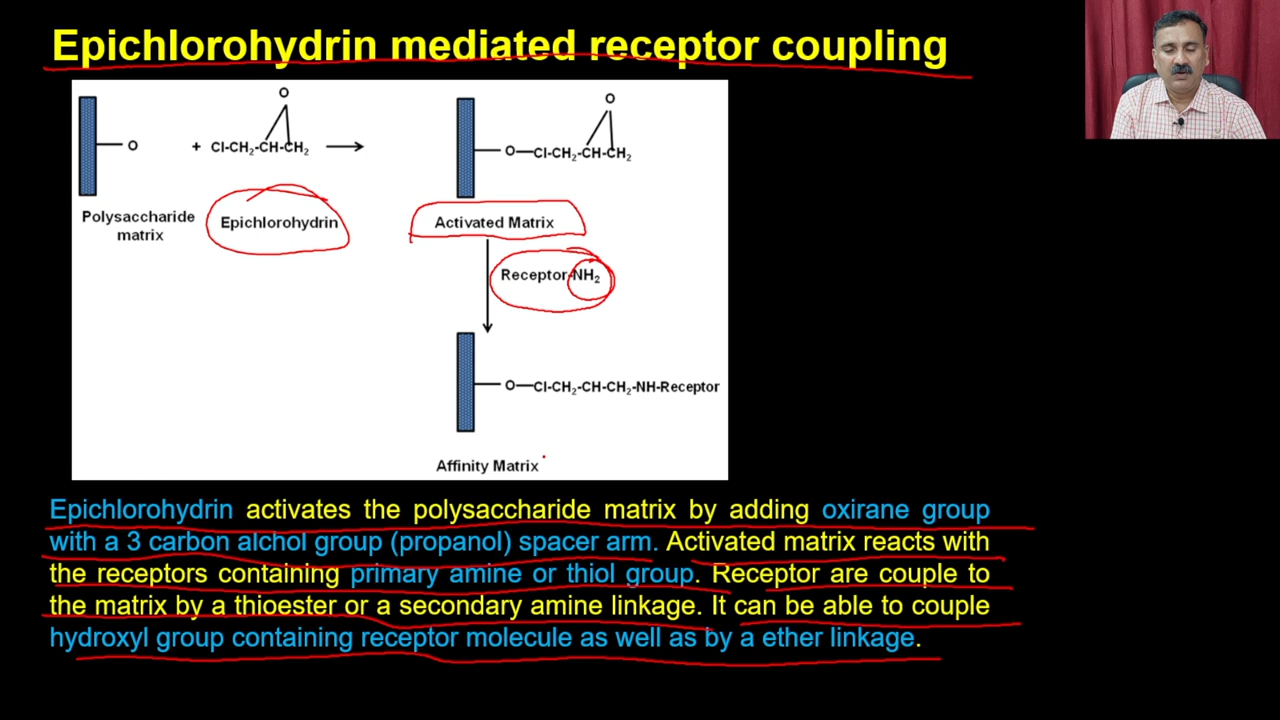 Epichlorohydrin mediated receptor coupling
O
O
O
+ Cl-CH2-CH-CH2
O—Cl-CH2-CH-CH2
Polysaccharide
matrix
Epichlorohydrin
Activated Matrix
Receptor-NH2
O—Cl-CH2-CH-CH2-NH-Receptor
Affinity Matrix
Epichlorohydrin activates the polysaccharide matrix by adding oxirane group
with a 3 carbon alchol group (propanol) spacer arm. Activated matrix reacts with
the receptors containing primary amine or thiol group. Receptor are couple to
the matrix by a thioester or a secondary amine linkage. It can be able to couple
hydroxyl group containing receptor molecule as well as by a ether linkage.